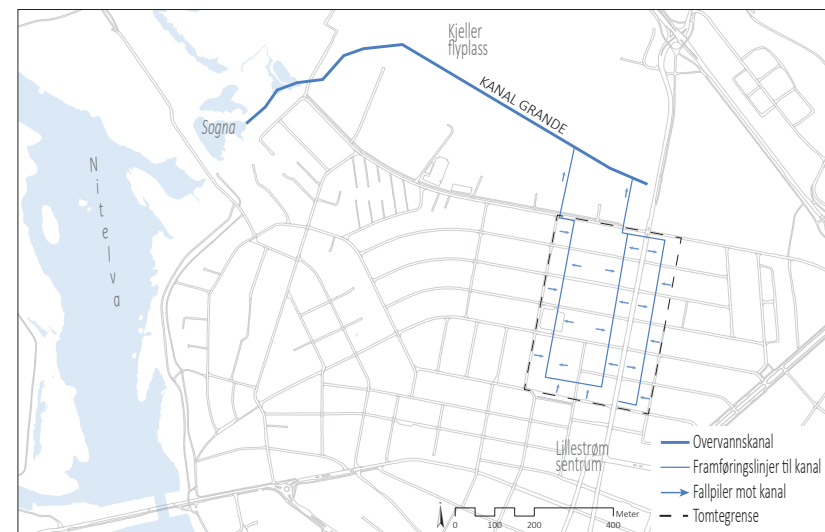 Kjeller
flyplass
KANAL GRANDE
Sogna
Nitelva
Lillestrøm
sentrum
Overvannskanal
Framføringslinjer til kanal
Fallpiler mot kanal
Tomtegrense
Meter
0 100 200 400